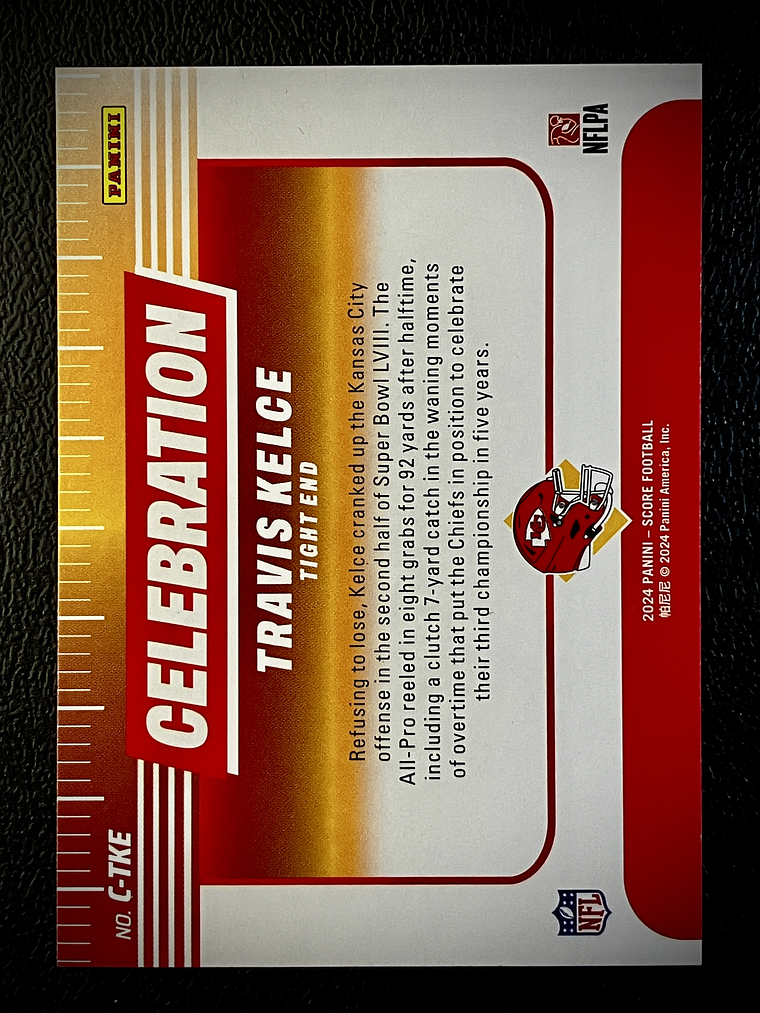 NO. C-TKE
PANINI
CELEBRATION
TRAVIS KELCE
TIGHT END
Refusing to lose, Kelce cranked up the Kansas City
offense in the second half of Super Bowl LVIII. The
All-Pro reeled in eight grabs for 92 yards after halftime,
including a clutch 7-yard catch in the waning moments
of overtime that put the Chiefs in position to celebrate
their third championship in five years.
KC
NFL
NFLPA
2024 PANINI – SCORE FOOTBALL
帕尼尼 © 2024 Panini America, Inc.